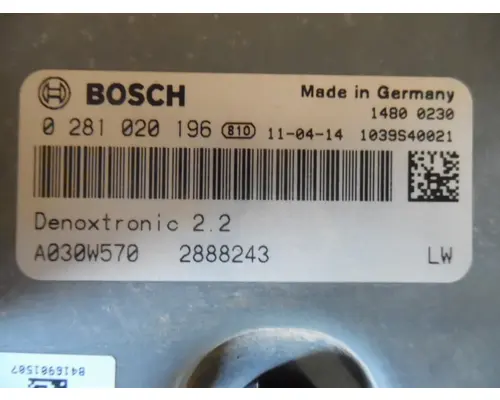 BOSCH Made in Germany
1480 0230
0 281 020 196 810 11-04-14 1039S40021
Denoxtronic 2.2
A030W570 2888243 LW
8416981587